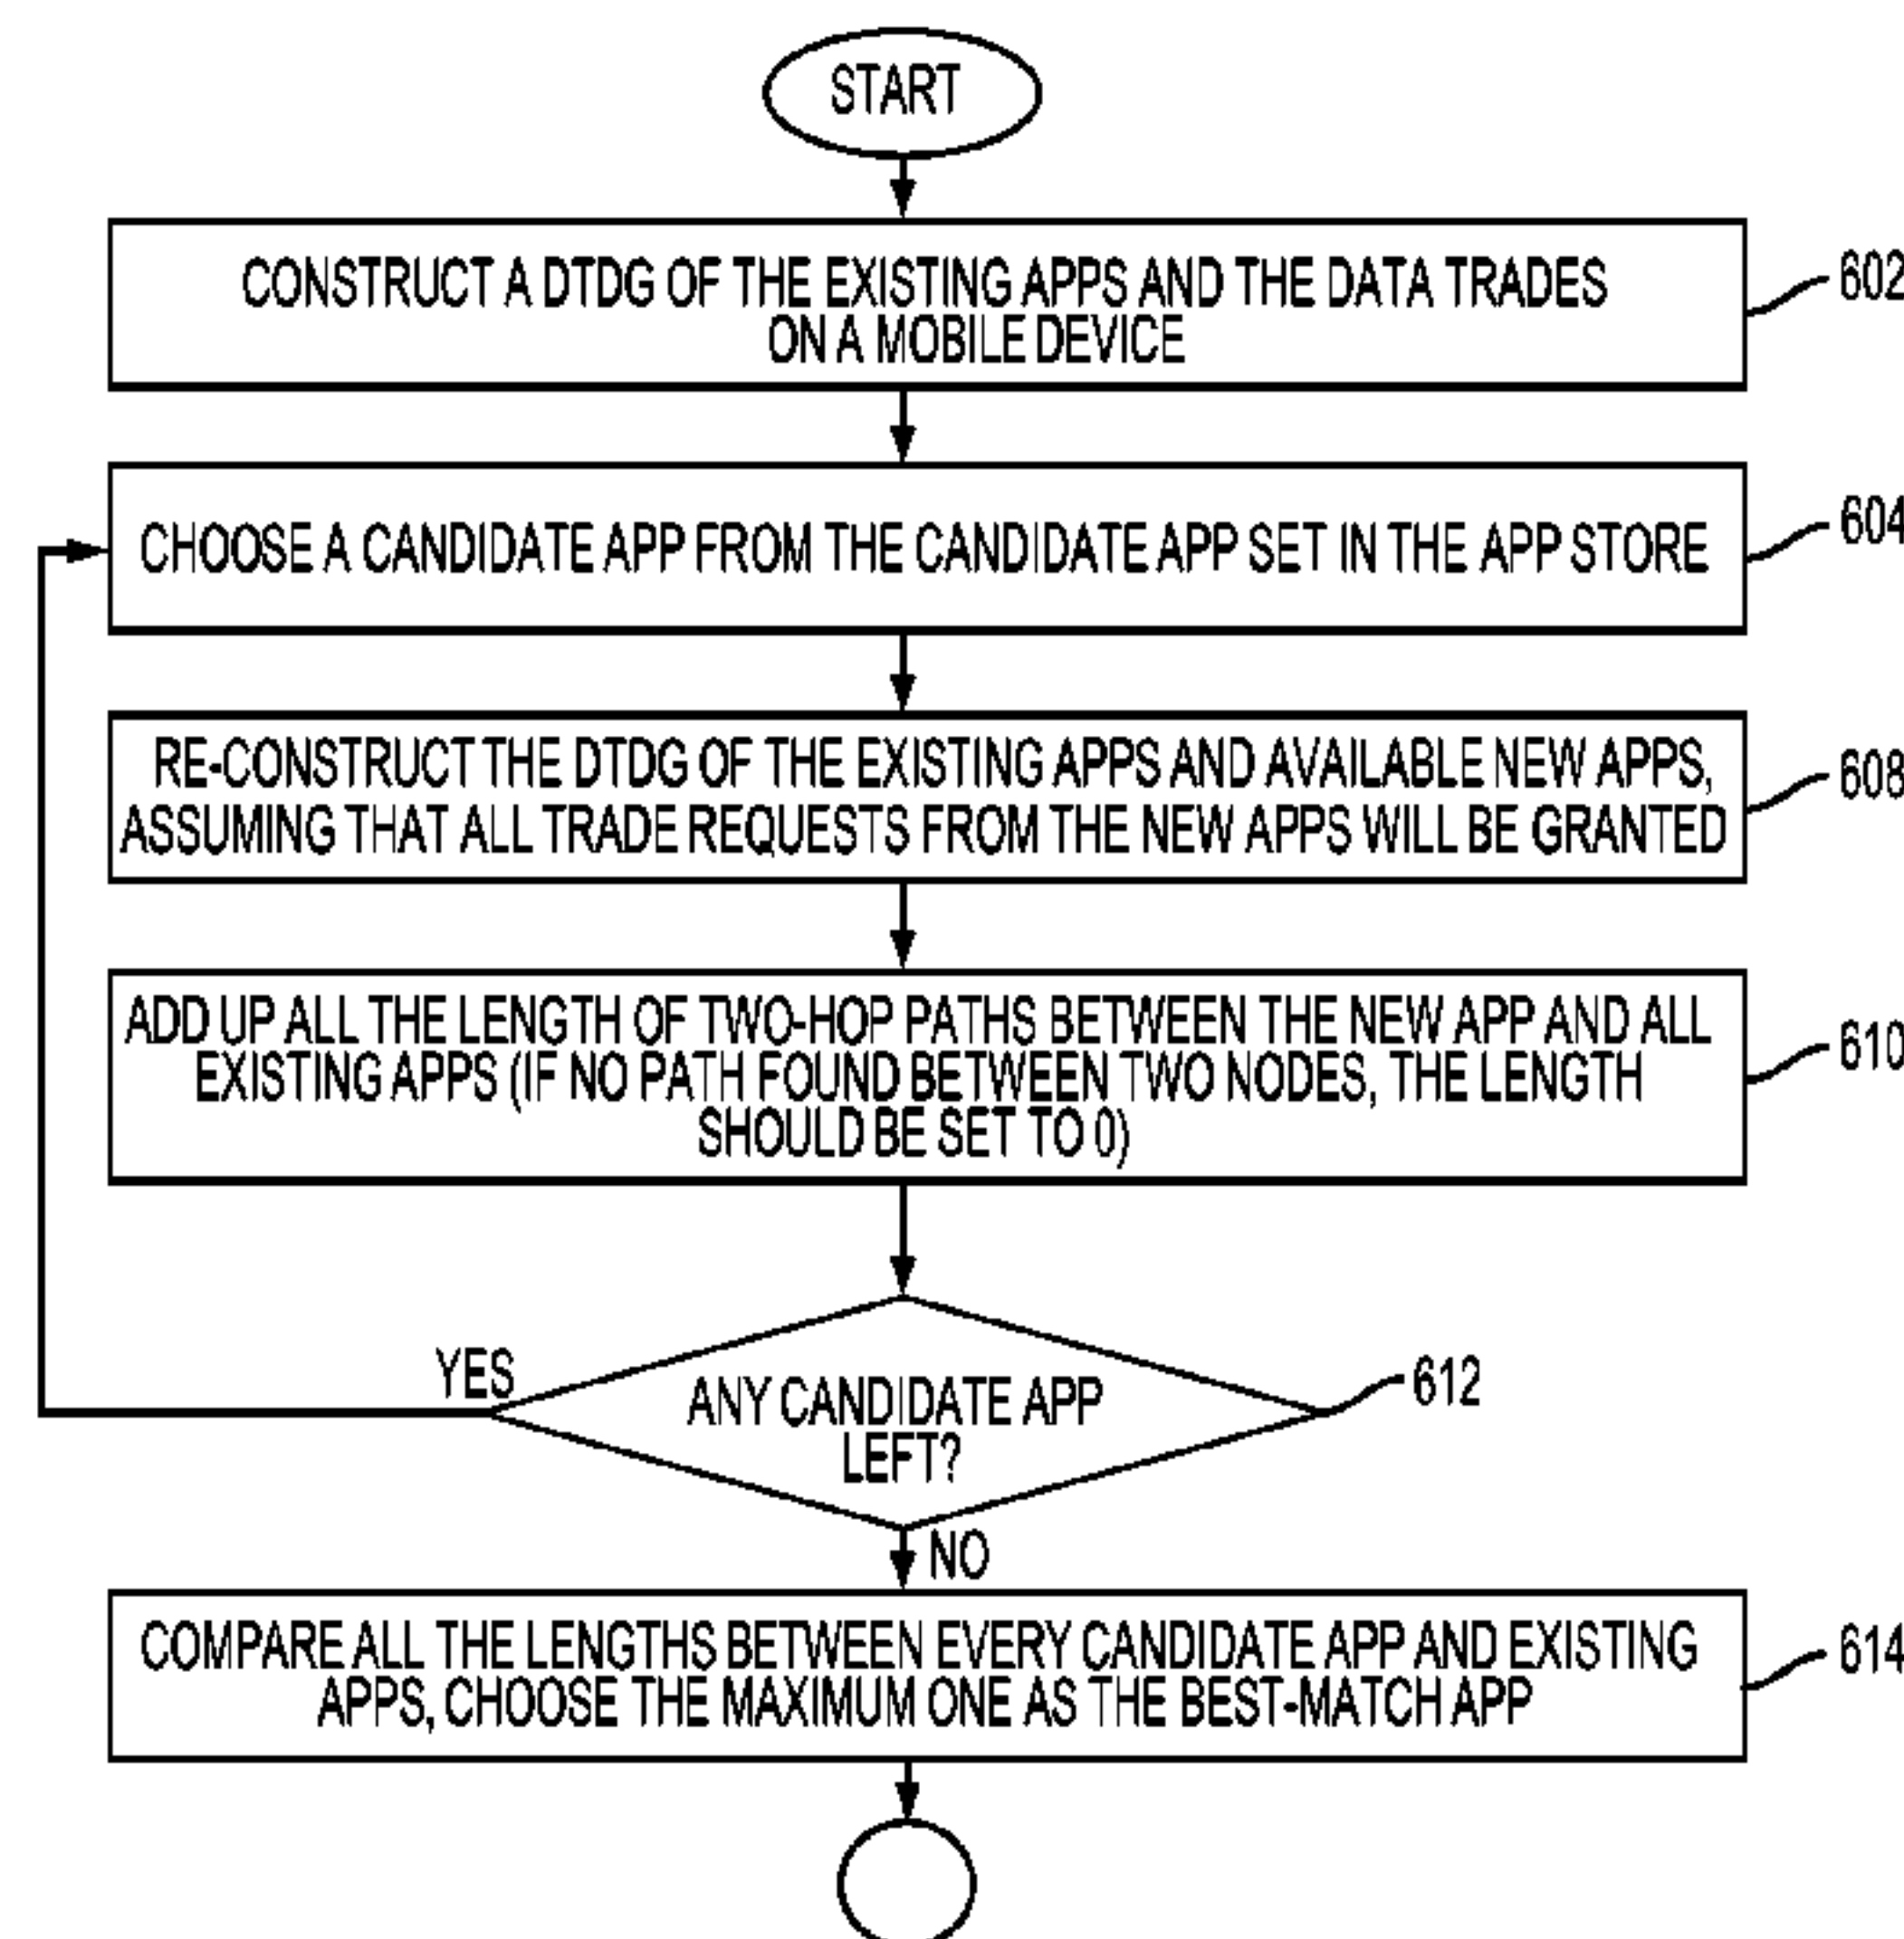 START
CONSTRUCT A DTDG OF THE EXISTING APPS AND THE DATA TRADES
ON A MOBILE DEVICE
602
CHOOSE A CANDIDATE APP FROM THE CANDIDATE APP SET IN THE APP STORE
604
RE-CONSTRUCT THE DTDG OF THE EXISTING APPS AND AVAILABLE NEW APPS,
ASSUMING THAT ALL TRADE REQUESTS FROM THE NEW APPS WILL BE GRANTED
608
ADD UP ALL THE LENGTH OF TWO-HOP PATHS BETWEEN THE NEW APP AND ALL
EXISTING APPS (IF NO PATH FOUND BETWEEN TWO NODES, THE LENGTH
SHOULD BE SET TO 0)
610
YES
ANY CANDIDATE APP
LEFT?
612
NO
COMPARE ALL THE LENGTHS BETWEEN EVERY CANDIDATE APP AND EXISTING
APPS, CHOOSE THE MAXIMUM ONE AS THE BEST-MATCH APP
614